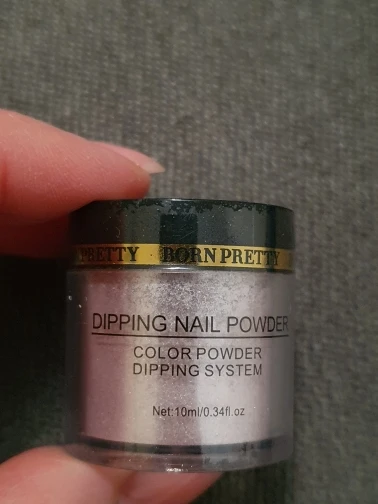 PRETTY BORN PRETTY
DIPPING NAIL POWDER
COLOR POWDER
DIPPING SYSTEM
Net:10ml/0.34fl.oz